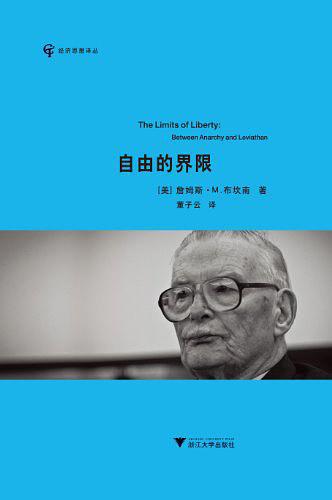 经济思想译丛
The Limits of Liberty:
Between Anarchy and Leviathan
自由的界限
[美] 詹姆斯·M.布坎南 著
董子云 译
浙江大学出版社